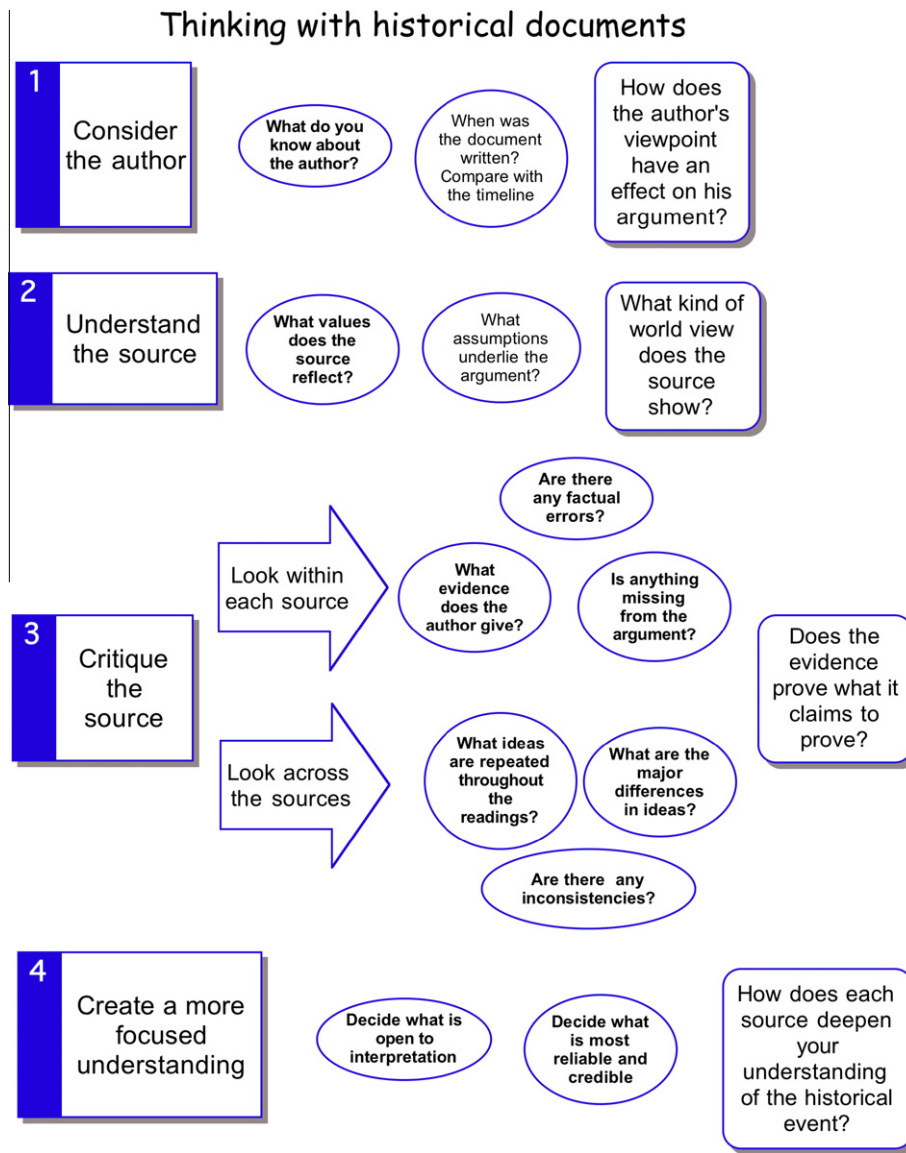 Thinking with historical documents
1
Consider
the author
What do you
know about
the author?
When was
the document
written?
Compare with
the timeline
How does
the author's
viewpoint
have an
effect on his
argument?
2
Understand
the source
What values
does the
source
reflect?
What
assumptions
underlie the
argument?
What kind of
world view
does the
source
show?
3
Critique
the
source
Look within
each source
Are there
any factual
errors?
What
evidence
does the
author give?
Is anything
missing
from the
argument?
Look across
the sources
What ideas
are repeated
throughout
the
readings?
What are the
major
differences
in ideas?
Are there  any
inconsistencies?
Does the
evidence
prove what it
claims to
prove?
4
Create a more
focused
understanding
Decide what is
open to
interpretation
Decide what
is most
reliable and
credible
How does each
source deepen
your
understanding
of the historical
event?